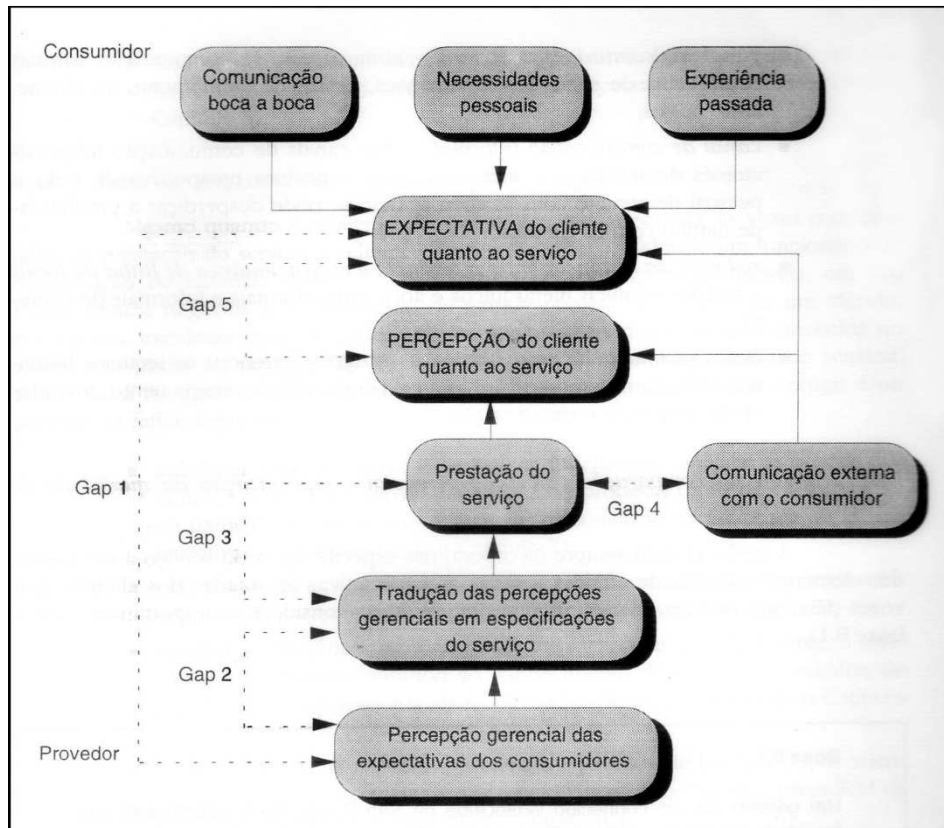 Consumidor
Comunicação
boca a boca
Necessidades
pessoais
Experiência
passada
EXPECTATIVA do cliente
quanto ao serviço
Gap 5
PERCEPÇÃO do cliente
quanto ao serviço
Gap 1
Prestação do
serviço
Gap 4
Comunicação externa
com o consumidor
Gap 3
Tradução das percepções
gerenciais em especificações
do serviço
Gap 2
Provedor
Percepção gerencial das
expectativas dos consumidores